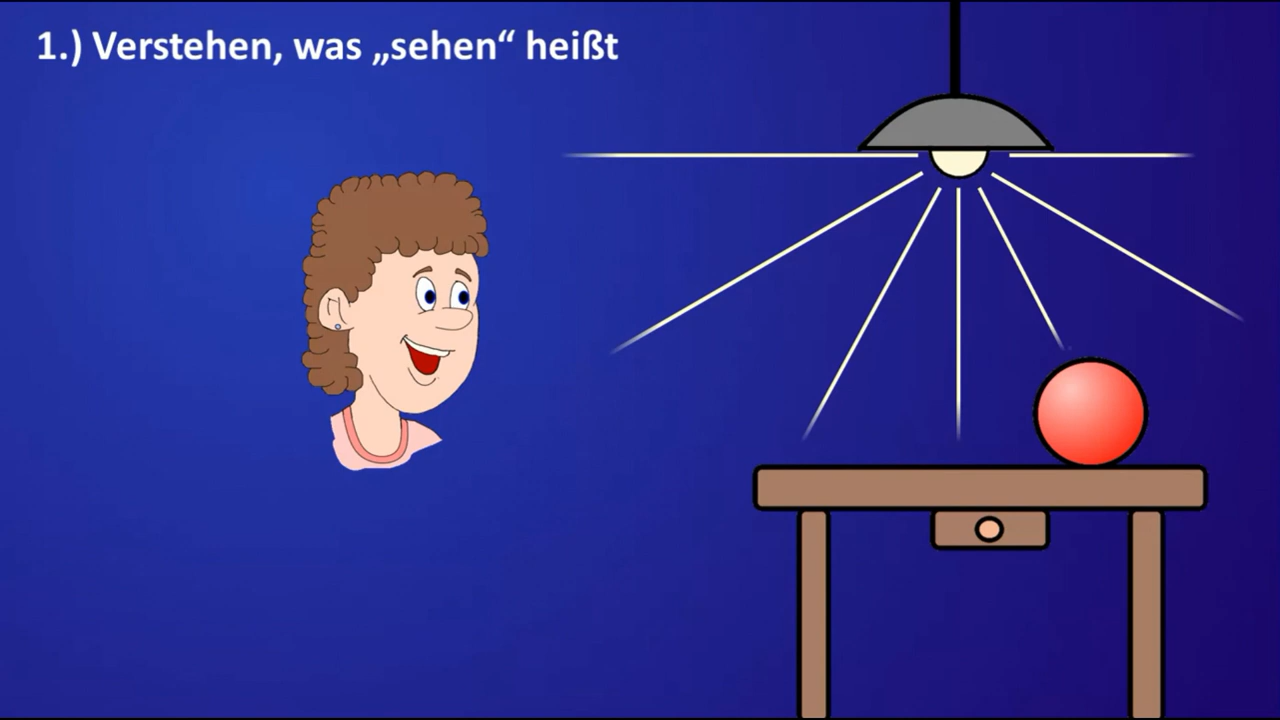 1.) Verstehen, was „sehen“ heißt